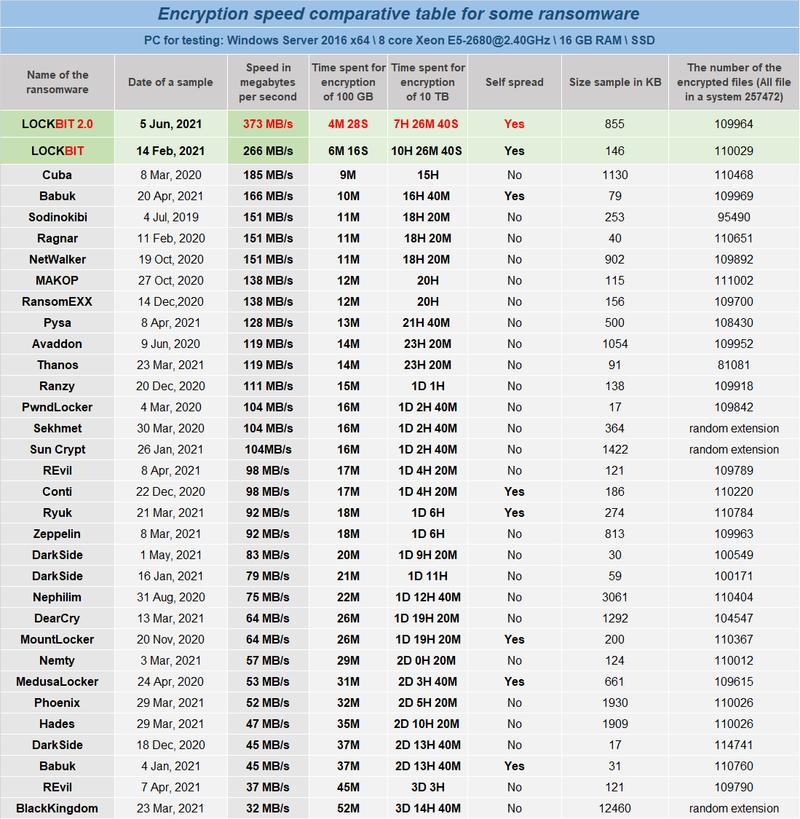 Encryption speed comparative table for some ransomware
PC for testing: Windows Server 2016 x64 \ 8 core Xeon E5-2680@2.40GHz \ 16 GB RAM \ SSD
Name of the ransomware Date of a sample Speed in megabytes per second Time spent for encryption of 100 GB Time spent for encryption of 10 TB Self spread Size sample in KB The number of the encrypted files (All file in a system 257472)
LOCKBIT 2.0 5 Jun, 2021 373 MB/s 4M 28S 7H 26M 40S Yes 855 109964
LOCKBIT 14 Feb, 2021 266 MB/s 6M 16S 10H 26M 40S Yes 146 110029
Cuba 8 Mar, 2020 185 MB/s 9M 15H No 1130 110468
Babuk 20 Apr, 2021 166 MB/s 10M 16H 40M Yes 79 109969
Sodinokibi 4 Jul, 2019 151 MB/s 11M 18H 20M No 253 95490
Ragnar 11 Feb, 2020 151 MB/s 11M 18H 20M No 40 110651
NetWalker 19 Oct, 2020 151 MB/s 11M 18H 20M No 902 109892
MAKOP 27 Oct, 2020 138 MB/s 12M 20H No 115 111002
RansomEXX 14 Dec,2020 138 MB/s 12M 20H No 156 109700
Pysa 8 Apr, 2021 128 MB/s 13M 21H 40M No 500 108430
Avaddon 9 Jun, 2020 119 MB/s 14M 23H 20M No 1054 109952
Thanos 23 Mar, 2021 119 MB/s 14M 23H 20M No 91 81081
Ranzy 20 Dec, 2020 111 MB/s 15M 1D 1H No 138 109918
PwndLocker 4 Mar, 2020 104 MB/s 16M 1D 2H 40M No 17 109842
Sekhmet 30 Mar, 2020 104 MB/s 16M 1D 2H 40M No 364 random extension
Sun Crypt 26 Jan, 2021 104MB/s 16M 1D 2H 40M No 1422 random extension
REvil 8 Apr, 2021 98 MB/s 17M 1D 4H 20M No 121 109789
Conti 22 Dec, 2020 98 MB/s 17M 1D 4H 20M Yes 186 110220
Ryuk 21 Mar, 2021 92 MB/s 18M 1D 6H Yes 274 110784
Zeppelin 8 Mar, 2021 92 MB/s 18M 1D 6H No 813 109963
DarkSide 1 May, 2021 83 MB/s 20M 1D 9H 20M No 30 100549
DarkSide 16 Jan, 2021 79 MB/s 21M 1D 11H No 59 100171
Nephilim 31 Aug, 2020 75 MB/s 22M 1D 12H 40M No 3061 110404
DearCry 13 Mar, 2021 64 MB/s 26M 1D 19H 20M No 1292 104547
MountLocker 20 Nov, 2020 64 MB/s 26M 1D 19H 20M Yes 200 110367
Nemty 3 Mar, 2021 57 MB/s 29M 2D 0H 20M No 124 110012
MedusaLocker 24 Apr, 2020 53 MB/s 31M 2D 3H 40M Yes 661 109615
Phoenix 29 Mar, 2021 52 MB/s 32M 2D 5H 20M No 1930 110026
Hades 29 Mar, 2021 47 MB/s 35M 2D 10H 20M No 1909 110026
DarkSide 18 Dec, 2020 45 MB/s 37M 2D 13H 40M No 17 114741
Babuk 4 Jan, 2021 45 MB/s 37M 2D 13H 40M Yes 31 110760
REvil 7 Apr, 2021 37 MB/s 45M 3D 3H No 121 109790
BlackKingdom 23 Mar, 2021 32 MB/s 52M 3D 14H 40M No 12460 random extension